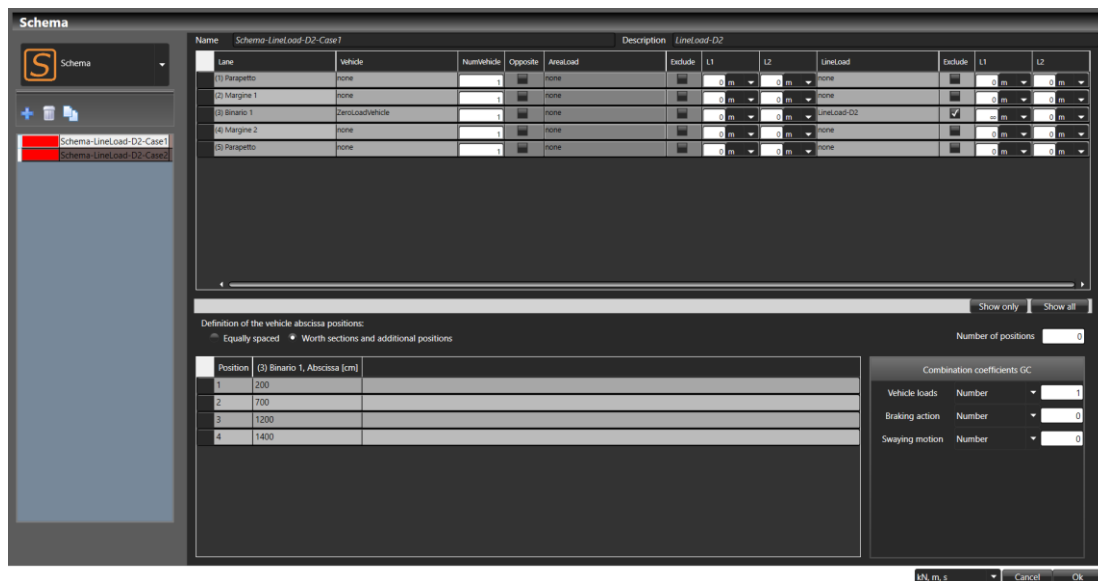 Schema
Name Schema-LineLoad-D2-Case1 Description LineLoad-D2
Schema
Lane Vehicle NumVehicle Opposite AreaLoad Exclude L1 L2 LineLoad Exclude L1 L2
(1) Parapetto none 1 none 0 m 0 m none 0 m 0 m
(2) Margine 1 none 1 none 0 m 0 m none 0 m 0 m
(3) Binario 1 ZeroLoadVehicle 1 none 0 m 0 m LineLoad-D2 ∞ m 0 m
(4) Margine 2 none 1 none 0 m 0 m none 0 m 0 m
(5) Parapetto none 1 none 0 m 0 m none 0 m 0 m
Schema-LineLoad-D2-Case1
Schema-LineLoad-D2-Case2
Show only Show all
Definition of the vehicle abscissa positions:
Equally spaced Worth sections and additional positions
Number of positions 0
Position (3) Binario 1, Abscissa [cm]
1 200
2 700
3 1200
4 1400
Combination coefficients GC
Vehicle loads Number 1
Braking action Number 0
Swaying motion Number 0
kN, m, s Cancel Ok